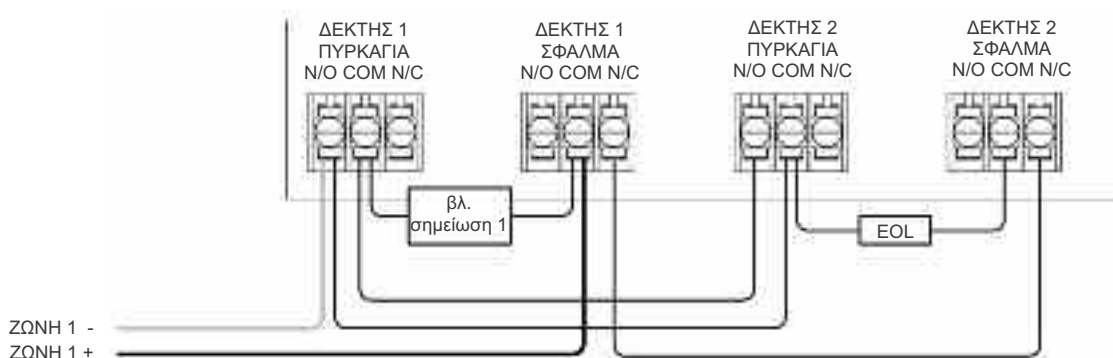 ΔΕΚΤΗΣ 1
ΠΥΡΚΑΓΙΑ
N/O COM N/C
ΔΕΚΤΗΣ 1
ΣΦΑΛΜΑ
N/O COM N/C
ΔΕΚΤΗΣ 2
ΠΥΡΚΑΓΙΑ
N/O COM N/C
ΔΕΚΤΗΣ 2
ΣΦΑΛΜΑ
N/O COM N/C
βλ.
σημείωση 1
EOL
ΖΩΝΗ 1 -
ΖΩΝΗ 1 +